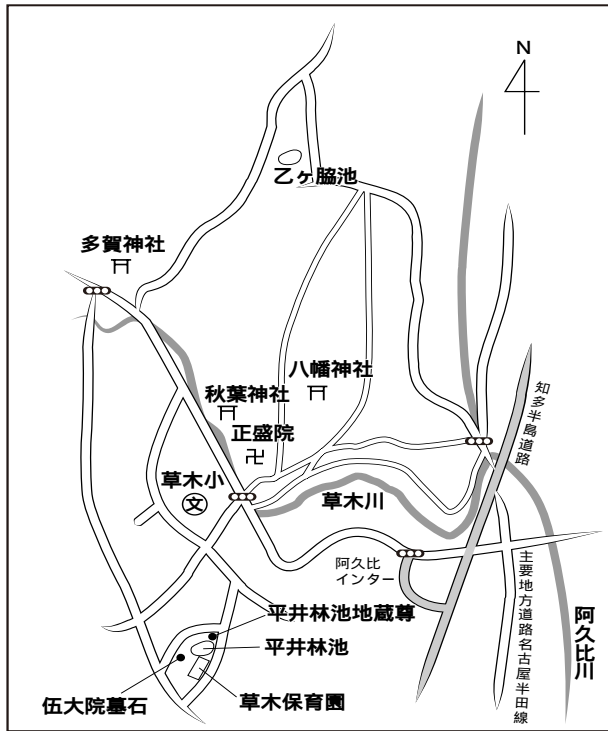 N
乙ヶ脇池
多賀神社
八幡神社
秋葉神社
正盛院
知多半島道路
草木小
文
草木川
阿久比
インター
平井林池地蔵尊
平井林池
伍大院墓石
草木保育園
主要地方道路名古屋半田線
阿久比川